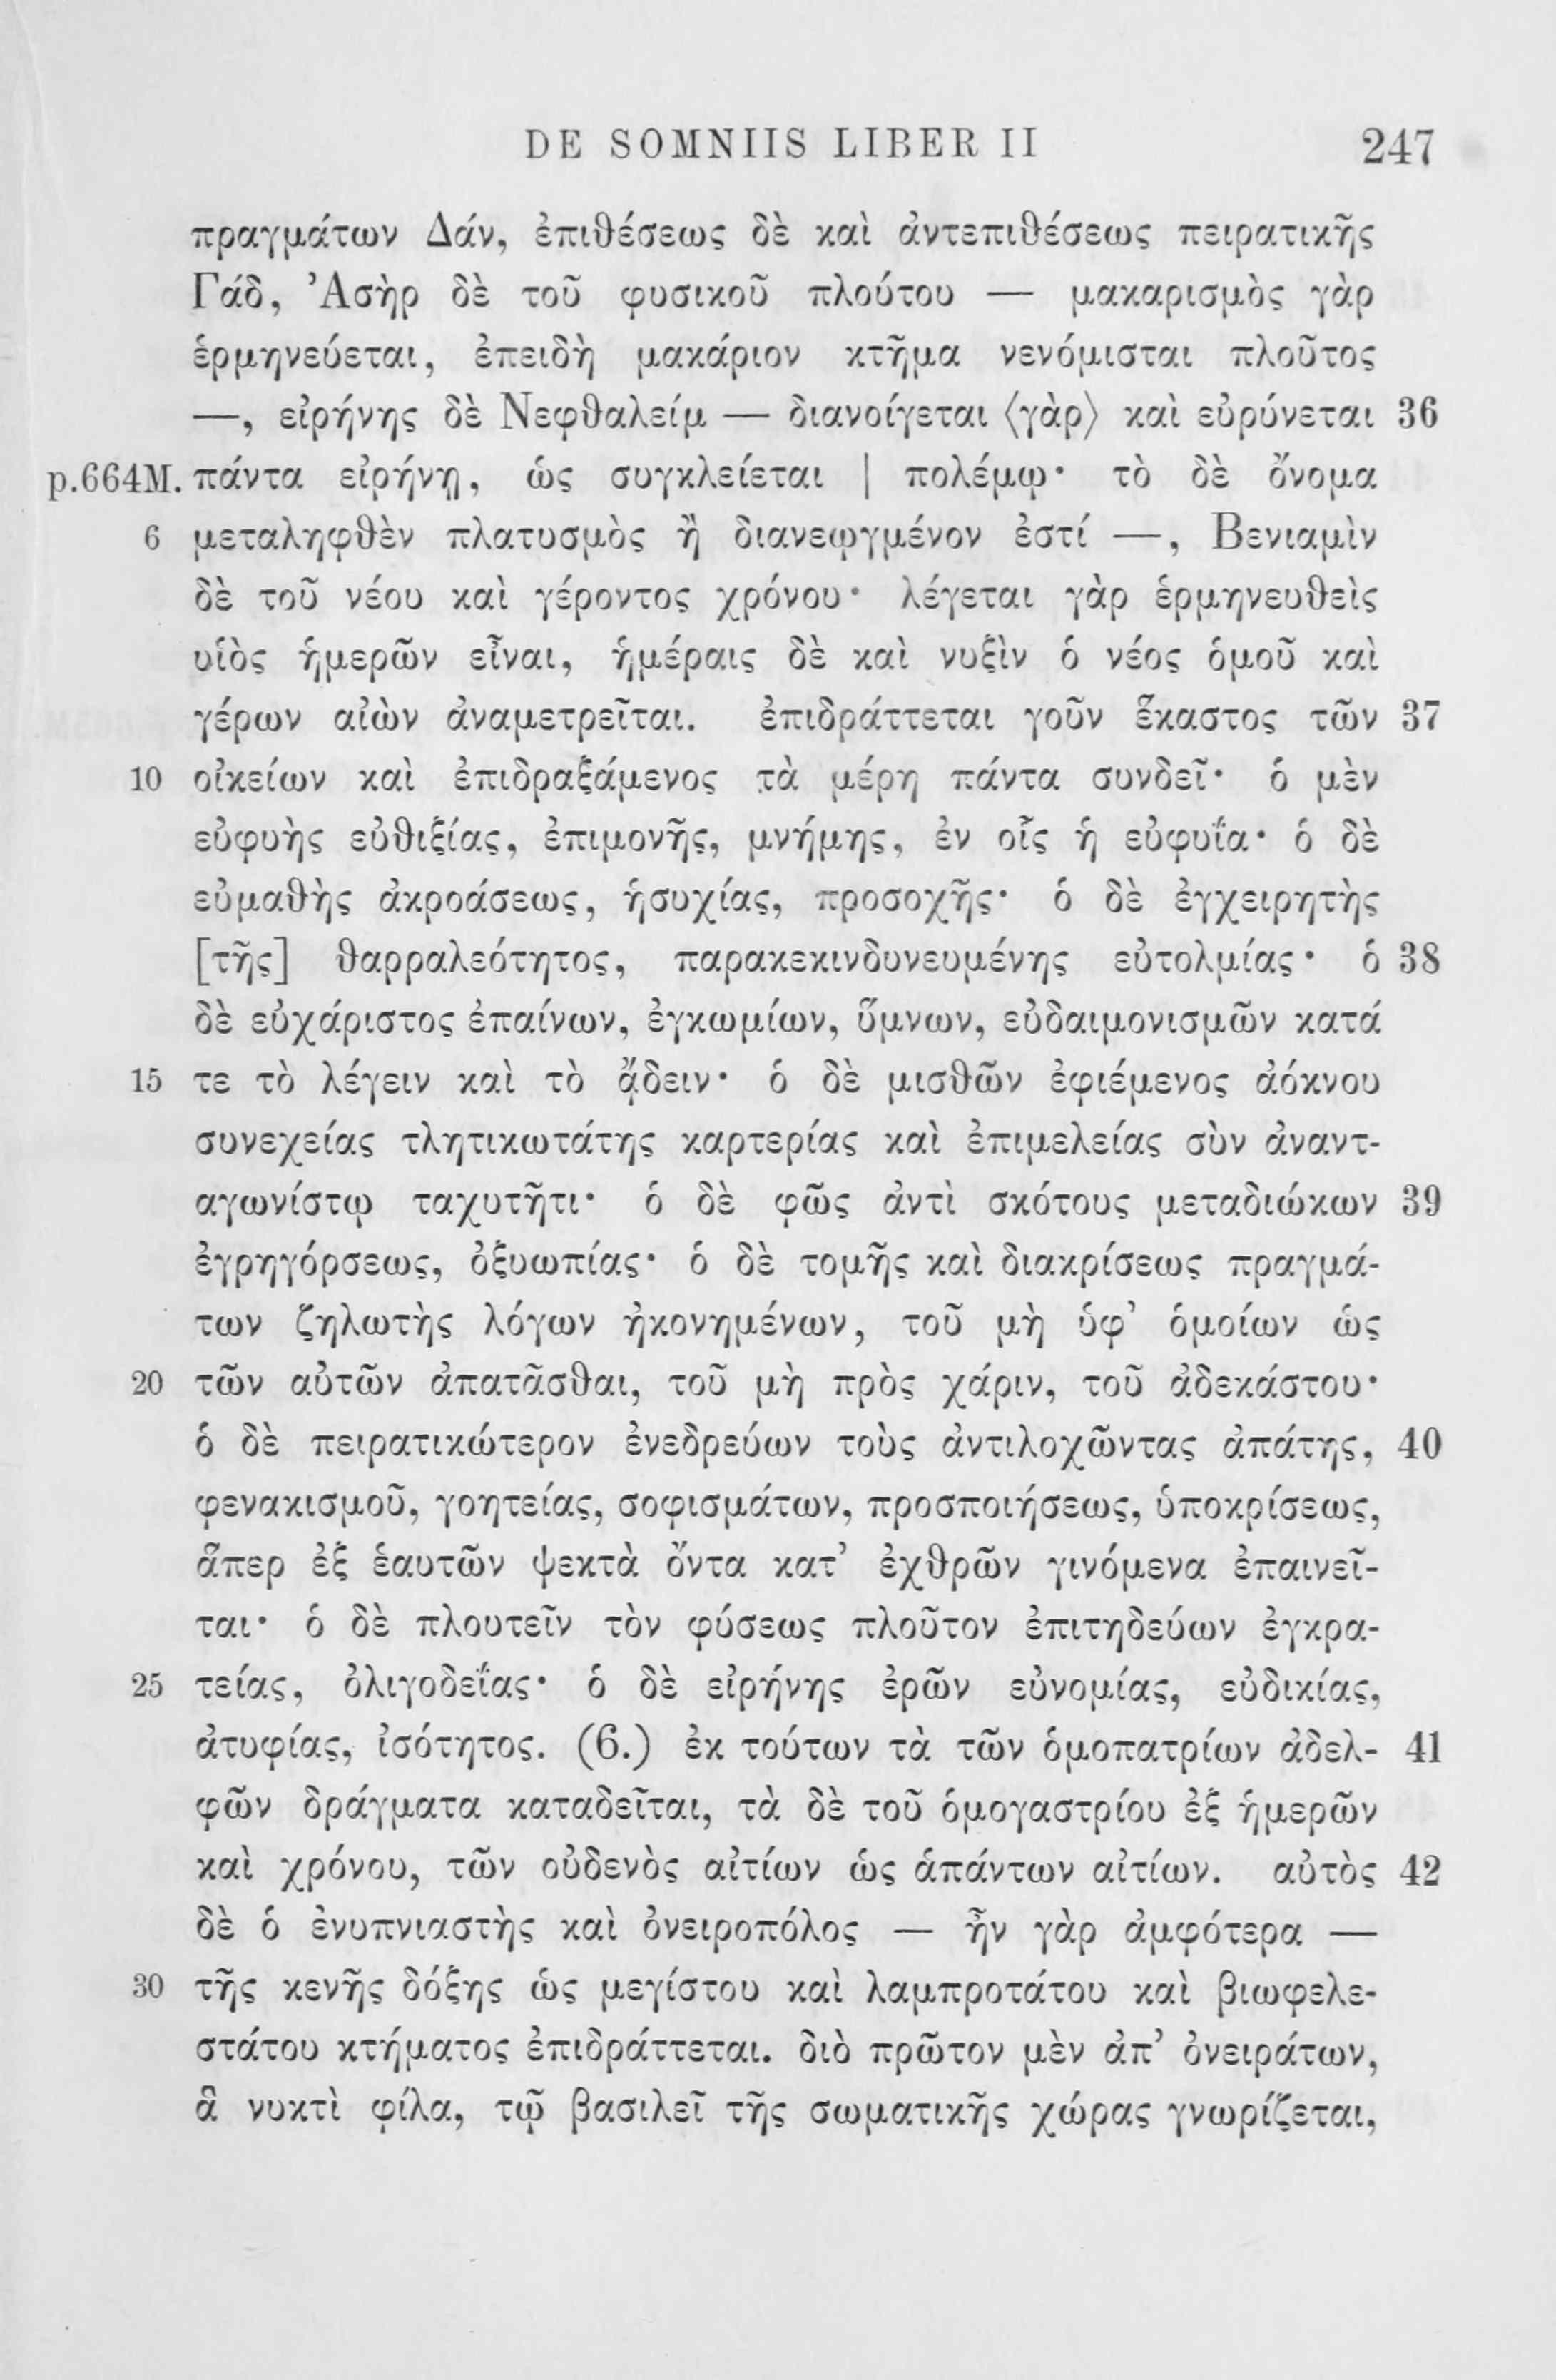 DE SOMNIIS LIBER II 247
πραγμάτων Δάν, ἐπιθέσεως δὲ καὶ ἀντεπιθέσεως πειρατικῆς
Γάδ, Ἀσὴρ δὲ τοῦ φυσικοῦ πλούτου — μακαρισμὸς γὰρ
ἑρμηνεύεται, ἐπειδὴ μακάριον κτῆμα νενόμισται πλοῦτος
—, εἰρήνης δὲ Νεφθαλείμ — διανοίγεται ⟨γὰρ⟩ καὶ εὐρύνεται 36
p.664M. πάντα εἰρήνῃ, ὡς συγκλείεται | πολέμῳ· τὸ δὲ ὄνομα
6 μεταληφθὲν πλατυσμὸς ἢ διανεῳγμένον ἐστί —, Βενιαμὶν
δὲ τοῦ νέου καὶ γέροντος χρόνου· λέγεται γὰρ ἑρμηνευθεὶς
υἱὸς ἡμερῶν εἶναι, ἡμέραις δὲ καὶ νυξὶν ὁ νέος ὁμοῦ καὶ
γέρων αἰὼν ἀναμετρεῖται. ἐπιδράττεται γοῦν ἕκαστος τῶν 37
10 οἰκείων καὶ ἐπιδραξάμενος τὰ μέρη πάντα συνδεῖ· ὁ μὲν
εὐφυὴς εὐθιξίας, ἐπιμονῆς, μνήμης, ἐν οἷς ἡ εὐφυΐα· ὁ δὲ
εὐμαθὴς ἀκροάσεως, ἡσυχίας, προσοχῆς· ὁ δὲ ἐγχειρητὴς
[τῆς] θαρραλεότητος, παρακεκινδυνευμένης εὐτολμίας· ὁ 38
δὲ εὐχάριστος ἐπαίνων, ἐγκωμίων, ὕμνων, εὐδαιμονισμῶν κατά
15 τε τὸ λέγειν καὶ τὸ ᾄδειν· ὁ δὲ μισθῶν ἐφιέμενος ἀόκνου
συνεχείας τλητικωτάτης καρτερίας καὶ ἐπιμελείας σὺν ἀναντ-
αγωνίστῳ ταχυτῆτι· ὁ δὲ φῶς ἀντὶ σκότους μεταδιώκων 39
ἐγρηγόρσεως, ὀξυωπίας· ὁ δὲ τομῆς καὶ διακρίσεως πραγμά-
των ζηλωτὴς λόγων ἠκονημένων, τοῦ μὴ ὑφ’ ὁμοίων ὡς
20 τῶν αὐτῶν ἀπατᾶσθαι, τοῦ μὴ πρὸς χάριν, τοῦ ἀδεκάστου·
ὁ δὲ πειρατικώτερον ἐνεδρεύων τοὺς ἀντιλοχῶντας ἀπάτης, 40
φενακισμοῦ, γοητείας, σοφισμάτων, προσποιήσεως, ὑποκρίσεως,
ἅπερ ἐξ ἑαυτῶν ψεκτὰ ὄντα κατ’ ἐχθρῶν γινόμενα ἐπαινεῖ-
ται· ὁ δὲ πλουτεῖν τὸν φύσεως πλοῦτον ἐπιτηδεύων ἐγκρα-
25 τείας, ὀλιγοδεΐας· ὁ δὲ εἰρήνης ἐρῶν εὐνομίας, εὐδικίας,
ἀτυφίας, ἰσότητος. (6.) ἐκ τούτων τὰ τῶν ὁμοπατρίων ἀδελ- 41
φῶν δράγματα καταδεῖται, τὰ δὲ τοῦ ὁμογαστρίου ἐξ ἡμερῶν
καὶ χρόνου, τῶν οὐδενὸς αἰτίων ὡς ἁπάντων αἰτίων. αὐτὸς 42
δὲ ὁ ἐνυπνιαστὴς καὶ ὀνειροπόλος — ἦν γὰρ ἀμφότερα —
30 τῆς κενῆς δόξης ὡς μεγίστου καὶ λαμπροτάτου καὶ βιωφελε-
στάτου κτήματος ἐπιδράττεται. διὸ πρῶτον μὲν ἀπ’ ὀνειράτων,
ἃ νυκτὶ φίλα, τῷ βασιλεῖ τῆς σωματικῆς χώρας γνωρίζεται,